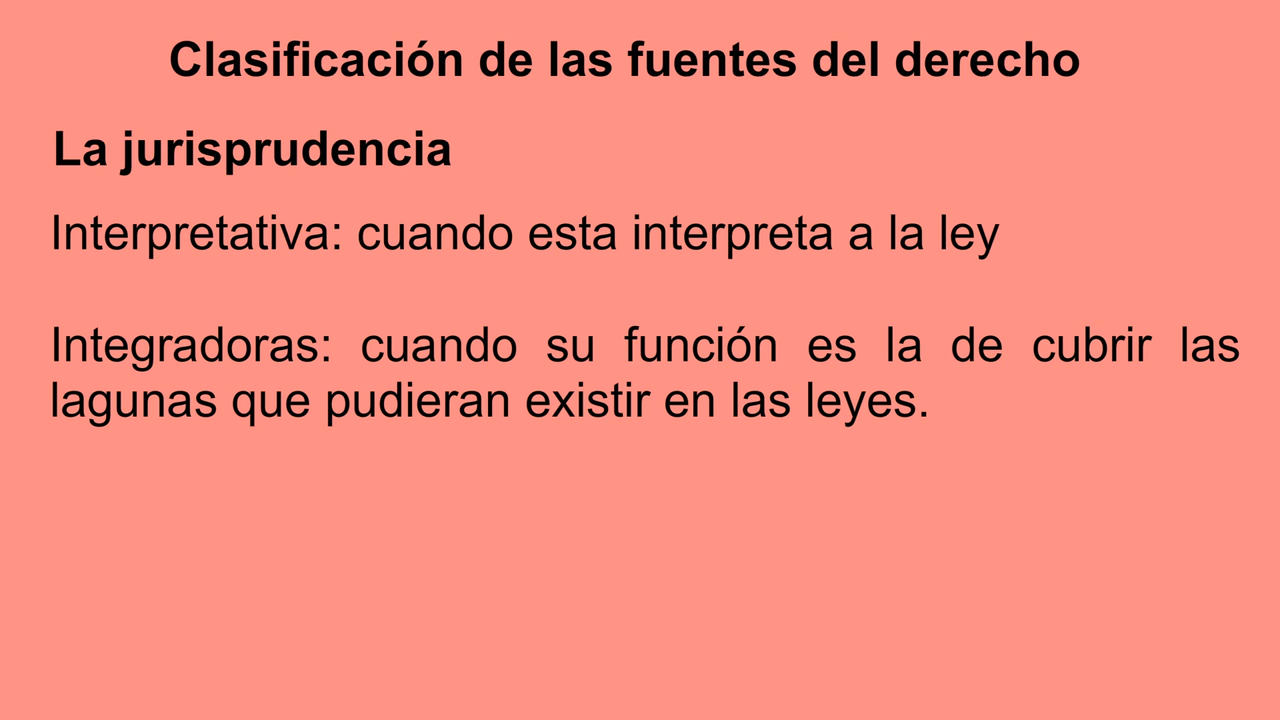 Clasificación de las fuentes del derecho
La jurisprudencia
Interpretativa: cuando esta interpreta a la ley
Integradoras: cuando su función es la de cubrir las
lagunas que pudieran existir en las leyes.